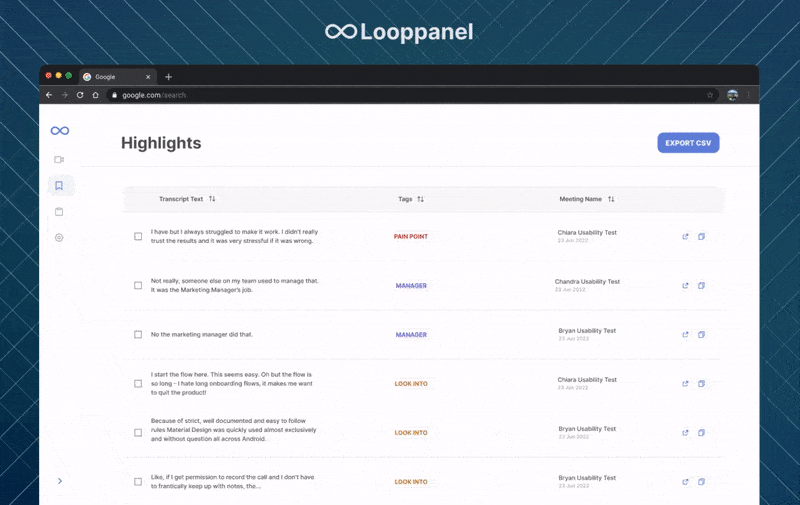 Looppanel
Google
google.com/search
Highlights
EXPORT CSV
Transcript Text
Tags
Meeting Name
I have but I always struggled to make it work. I didn't really
trust the results and it was very stressful if it was wrong.
PAIN POINT
Chiara Usability Test
23 Jun 2022
Not really, someone else on my team used to manage that.
It was the Marketing Manager's job.
MANAGER
Chandra Usability Test
23 Jun 2022
No the marketing manager did that.
MANAGER
Bryan Usability Test
23 Jun 2022
I start the flow here. This seems easy. Oh but the flow is
so long - I hate long onboarding flows, it makes me want
to quit the product!
LOOK INTO
Chiara Usability Test
23 Jun 2022
Because of strict, well documented and easy to follow
rules Material Design was quickly used almost exclusively
and without question all across Android.
LOOK INTO
Bryan Usability Test
23 Jun 2022
Like, if I get permission to record the call and I don't have
to frantically keep up with notes, the...
LOOK INTO
Bryan Usability Test
23 Jun 2022